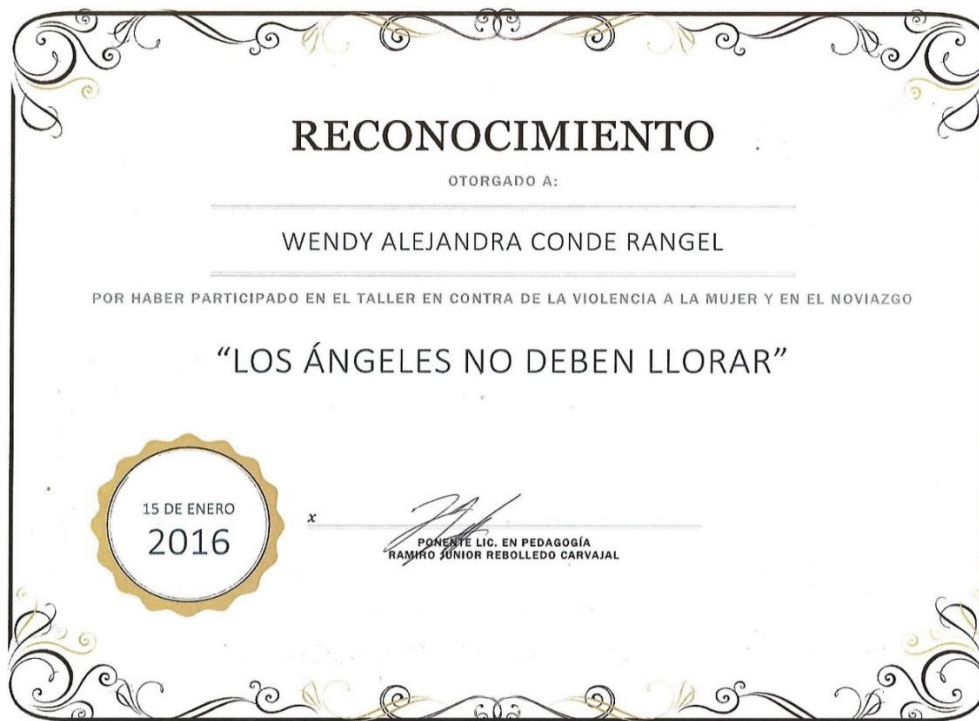 RECONOCIMIENTO
OTORGADO A:
WENDY ALEJANDRA CONDE RANGEL
POR HABER PARTICIPADO EN EL TALLER EN CONTRA DE LA VIOLENCIA A LA MUJER Y EN EL NOVIAZGO
“LOS ÁNGELES NO DEBEN LLORAR”
15 DE ENERO
2016
x
PONENTE LIC. EN PEDAGOGÍA
RAMIRO JUNIOR REBOLLEDO CARVAJAL